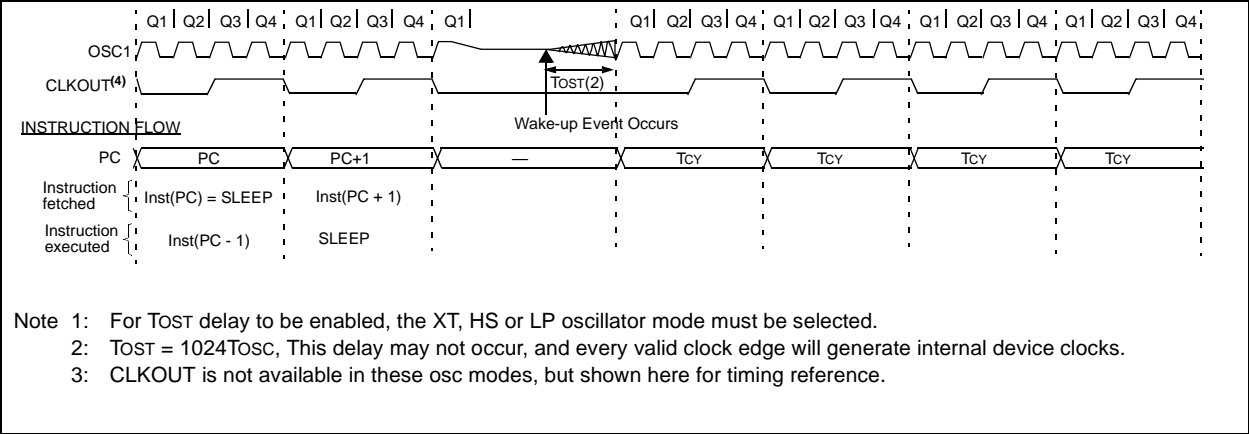 Q1 Q2 Q3 Q4 Q1 Q2 Q3 Q4 Q1 Q1 Q2 Q3 Q4 Q1 Q2 Q3 Q4 Q1 Q2 Q3 Q4 Q1 Q2 Q3 Q4
OSC1
CLKOUT(4)
TOST(2)
Wake-up Event Occurs
INSTRUCTION FLOW
PC PC PC+1 — TCY TCY TCY TCY
Instruction
fetched
Inst(PC) = SLEEP Inst(PC + 1)
Instruction
executed
Inst(PC - 1) SLEEP
Note 1: For TOST delay to be enabled, the XT, HS or LP oscillator mode must be selected.
2: TOST = 1024TOSC, This delay may not occur, and every valid clock edge will generate internal device clocks.
3: CLKOUT is not available in these osc modes, but shown here for timing reference.